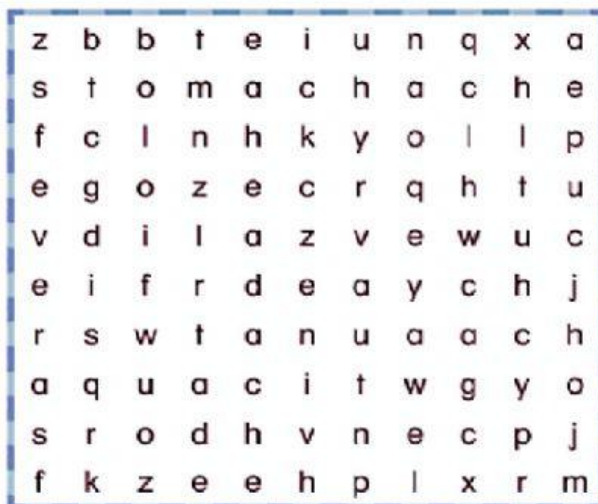 z b b t e i u n q x a
s t o m a c h a c h e
f c l n h k y o l l p
e g o z e c r q h t u
v d i l a z v e w u c
e i f r d e a y c h j
r s w t a n u a a c h
a q u a c i t w g y o
s r o d h v n e c p j
f k z e e h p l x r m